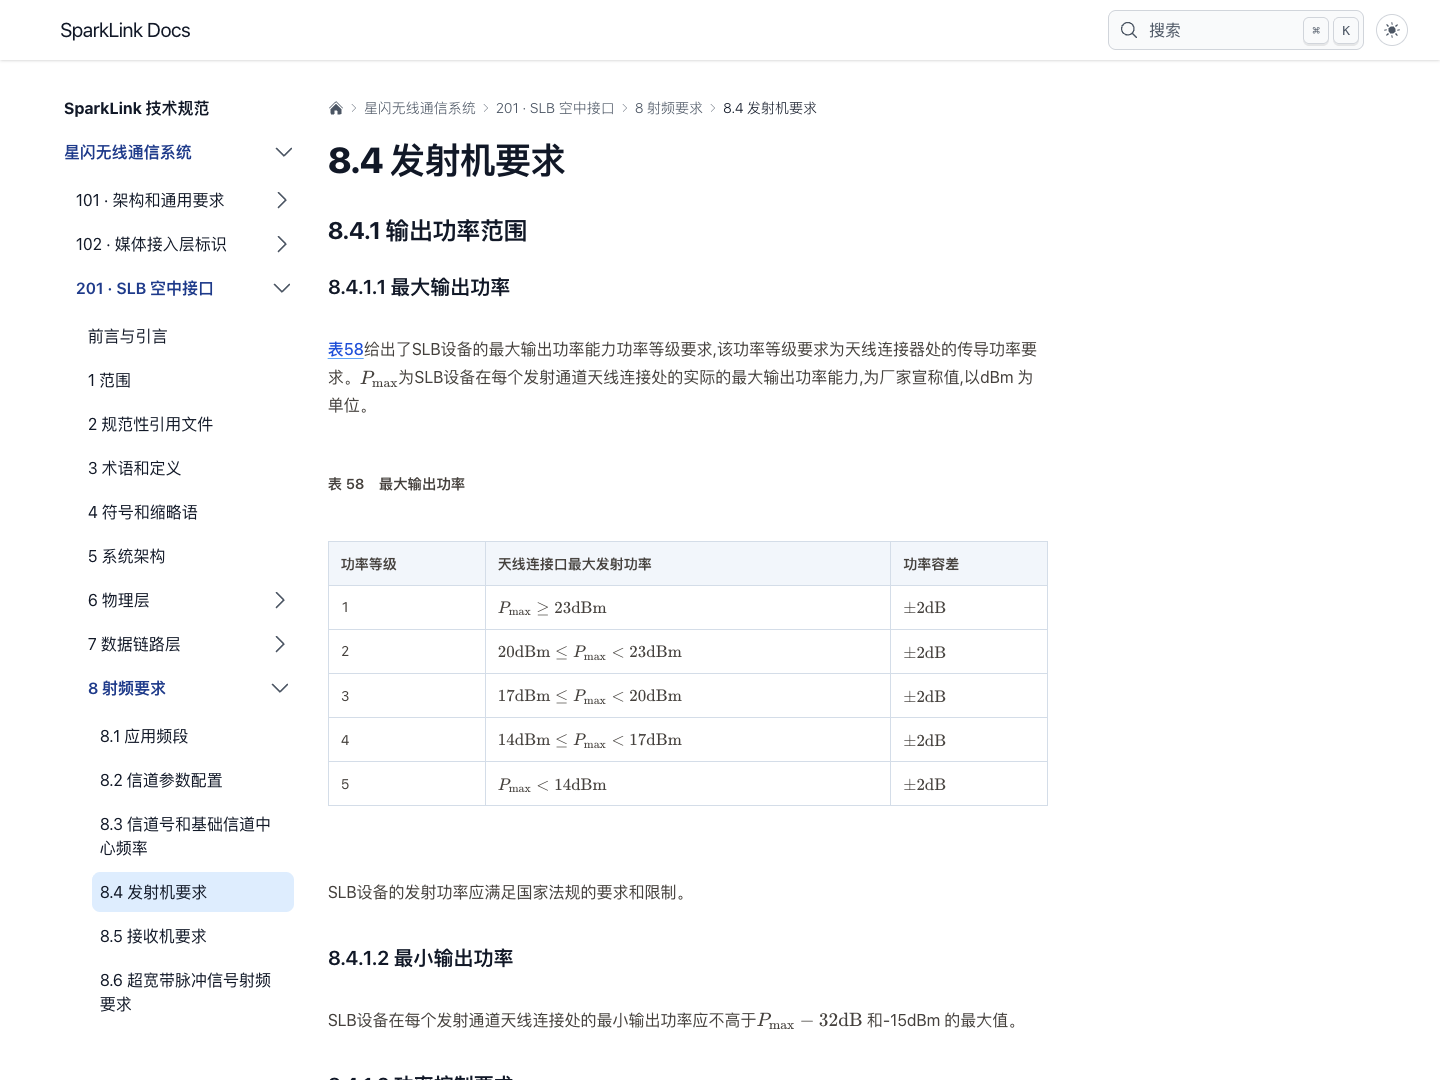 SparkLink Docs
搜索
⌘ K
SparkLink 技术规范
星闪无线通信系统
101 · 架构和通用要求
102 · 媒体接入层标识
201 · SLB 空中接口
前言与引言
1 范围
2 规范性引用文件
3 术语和定义
4 符号和缩略语
5 系统架构
6 物理层
7 数据链路层
8 射频要求
8.1 应用频段
8.2 信道参数配置
8.3 信道号和基础信道中
心频率
8.4 发射机要求
8.5 接收机要求
8.6 超宽带脉冲信号射频
要求
星闪无线通信系统 201 · SLB 空中接口 8 射频要求 8.4 发射机要求
8.4 发射机要求
8.4.1 输出功率范围
8.4.1.1 最大输出功率
表58给出了SLB设备的最大输出功率能力功率等级要求,该功率等级要求为天线连接器处的传导功率要
求。P_max为SLB设备在每个发射通道天线连接处的实际的最大输出功率能力,为厂家宣称值,以dBm 为
单位。
表 58 最大输出功率
功率等级 天线连接口最大发射功率 功率容差
1 P_max ≥ 23dBm ±2dB
2 20dBm ≤ P_max < 23dBm ±2dB
3 17dBm ≤ P_max < 20dBm ±2dB
4 14dBm ≤ P_max < 17dBm ±2dB
5 P_max < 14dBm ±2dB
SLB设备的发射功率应满足国家法规的要求和限制。
8.4.1.2 最小输出功率
SLB设备在每个发射通道天线连接处的最小输出功率应不高于P_max − 32dB 和-15dBm 的最大值。
8.4.1.3 功率控制要求